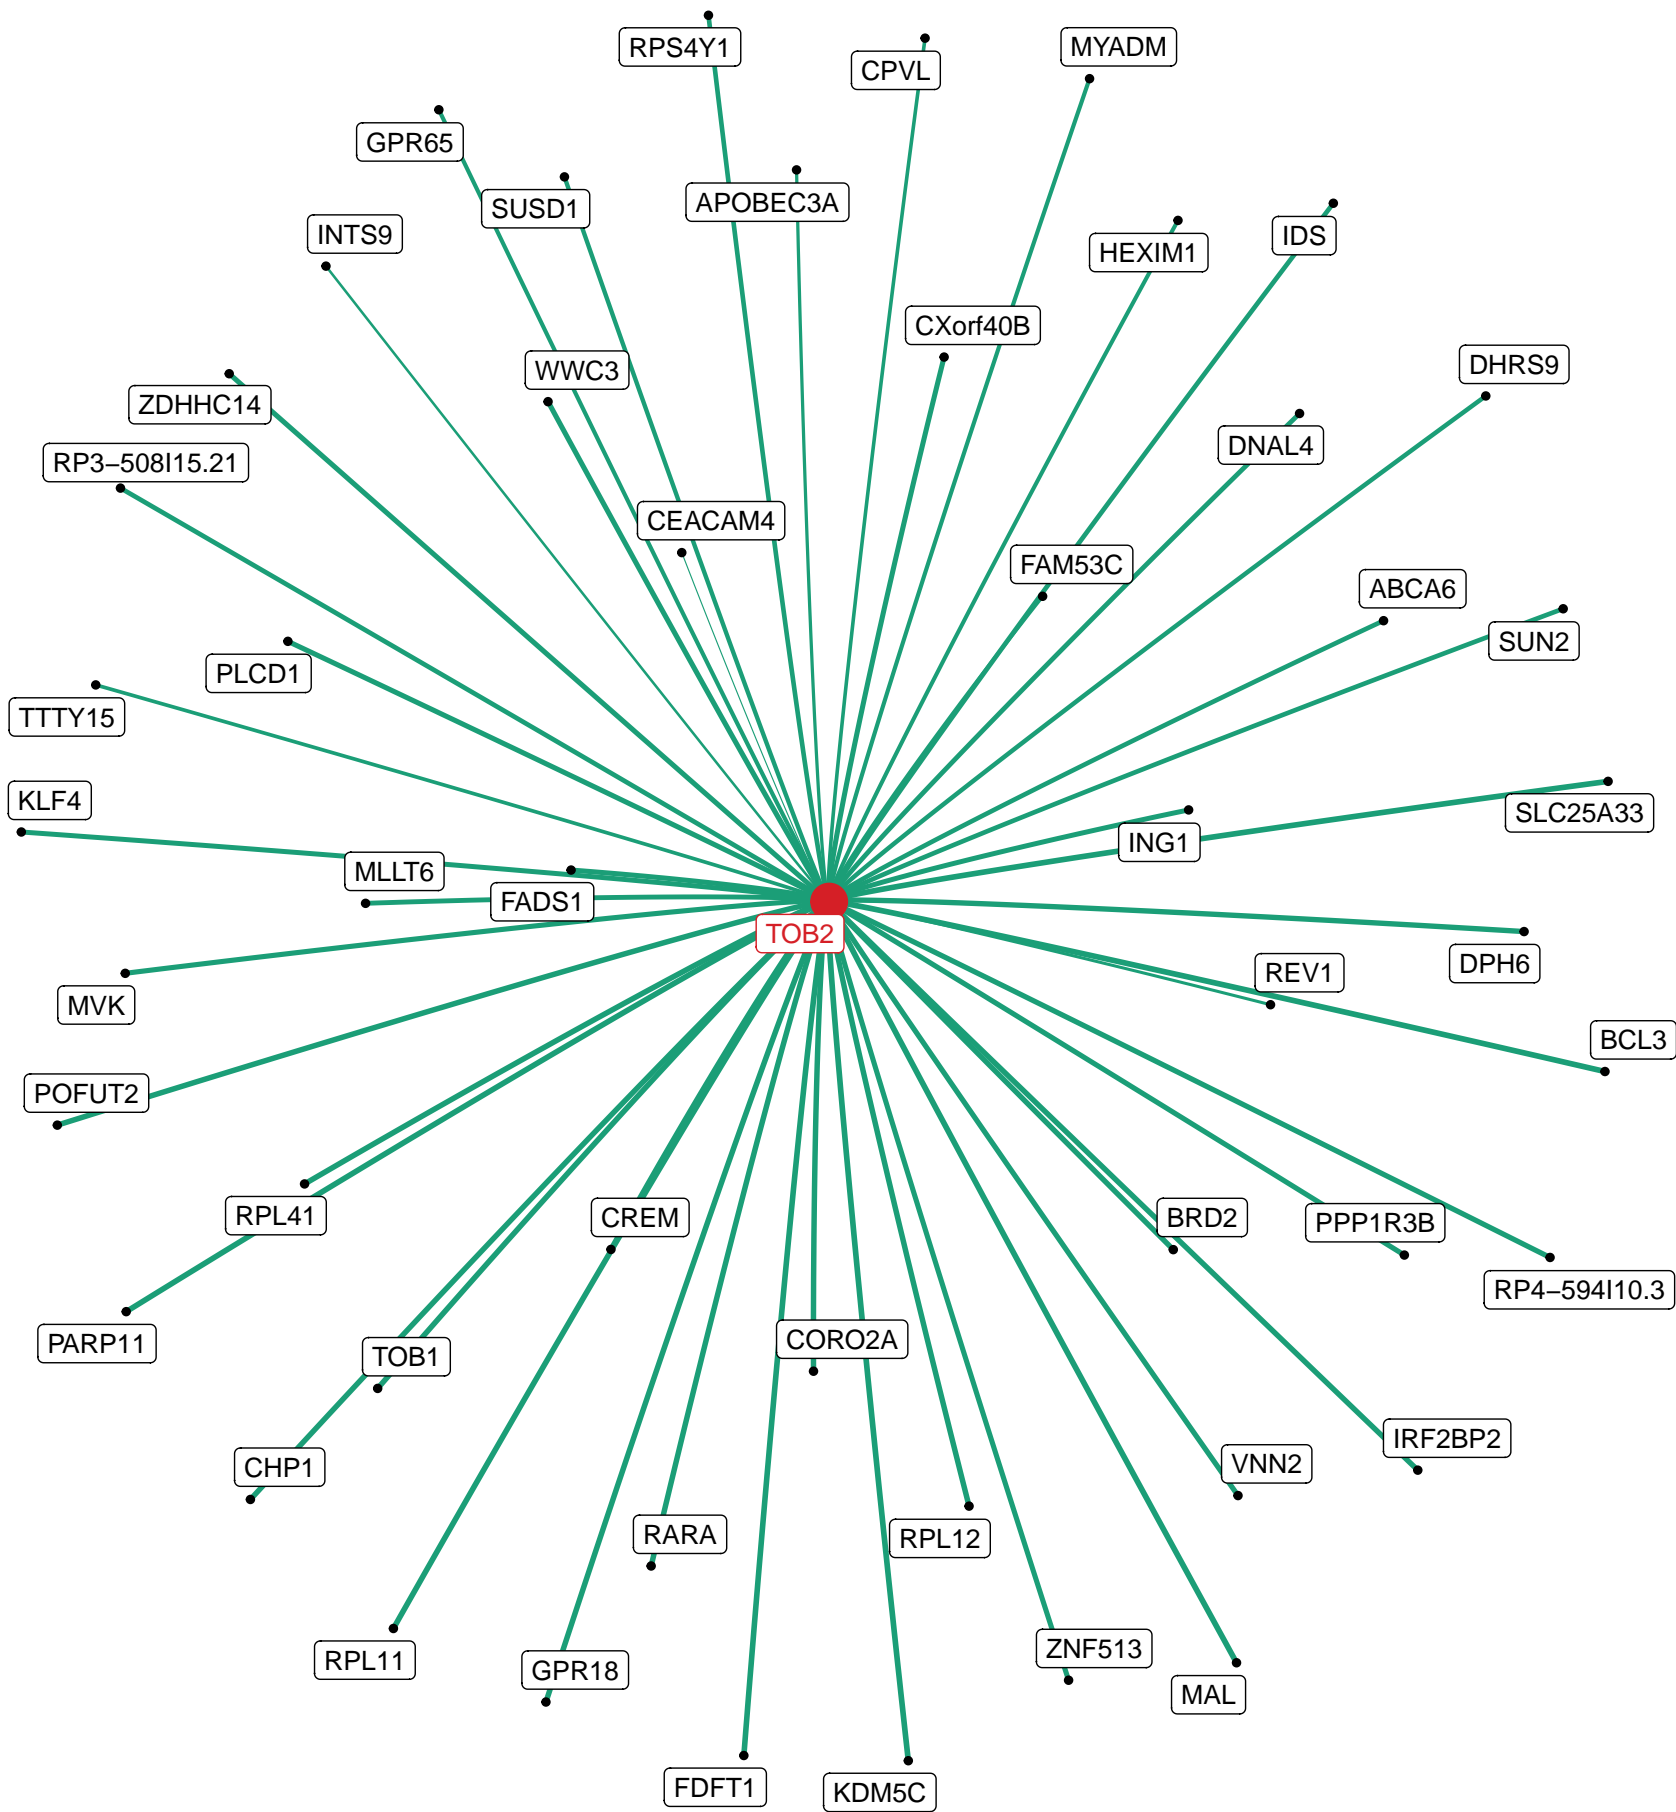 RPS4Y1
MYADM
CPVL
GPR65
APOBEC3A
SUSD1
INTS9
IDS
HEXIM1
CXorf40B
DHRS9
WWC3
ZDHHC14
DNAL4
RP3–508I15.21
CEACAM4
FAM53C
ABCA6
SUN2
PLCD1
TTTY15
KLF4
SLC25A33
ING1
MLLT6
FADS1
TOB2
DPH6
REV1
MVK
BCL3
POFUT2
RPL41
CREM
BRD2
PPP1R3B
RP4–594I10.3
CORO2A
PARP11
TOB1
IRF2BP2
VNN2
CHP1
RARA
RPL12
ZNF513
RPL11
GPR18
MAL
FDFT1
KDM5C